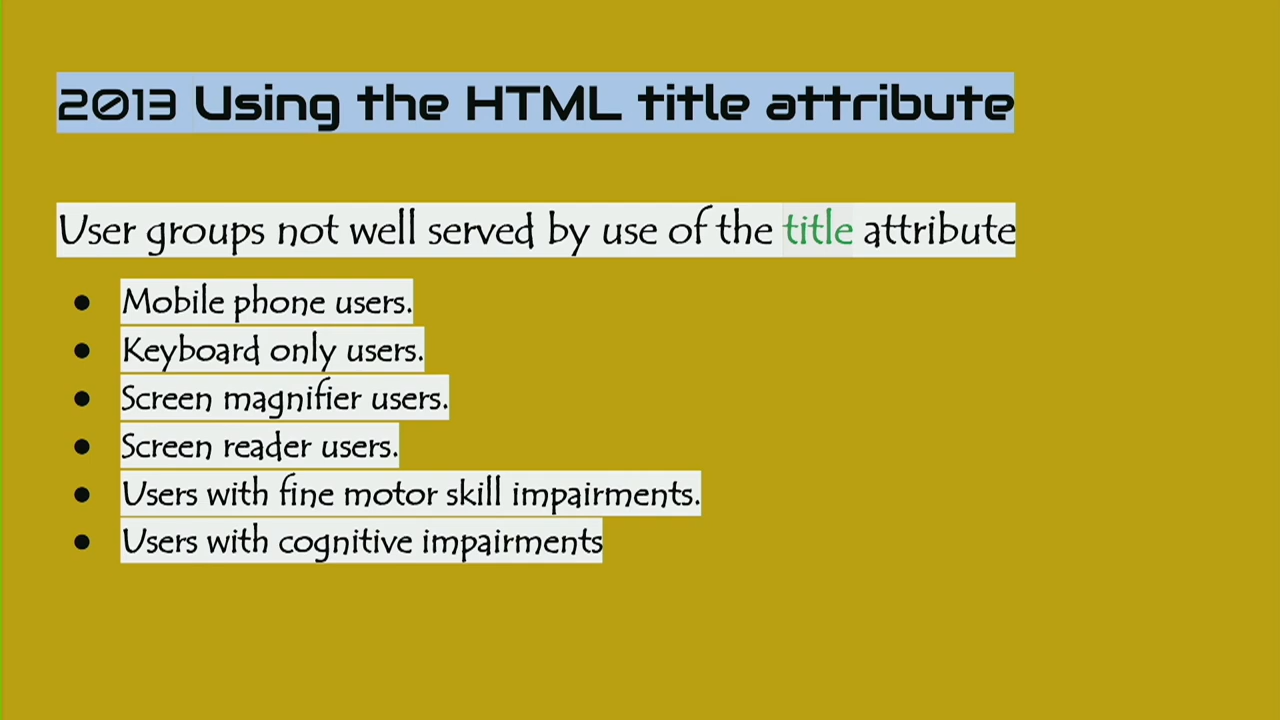 2013 Using the HTML title attribute
User groups not well served by use of the title attribute
● Mobile phone users.
● Keyboard only users.
● Screen magnifier users.
● Screen reader users.
● Users with fine motor skill impairments.
● Users with cognitive impairments